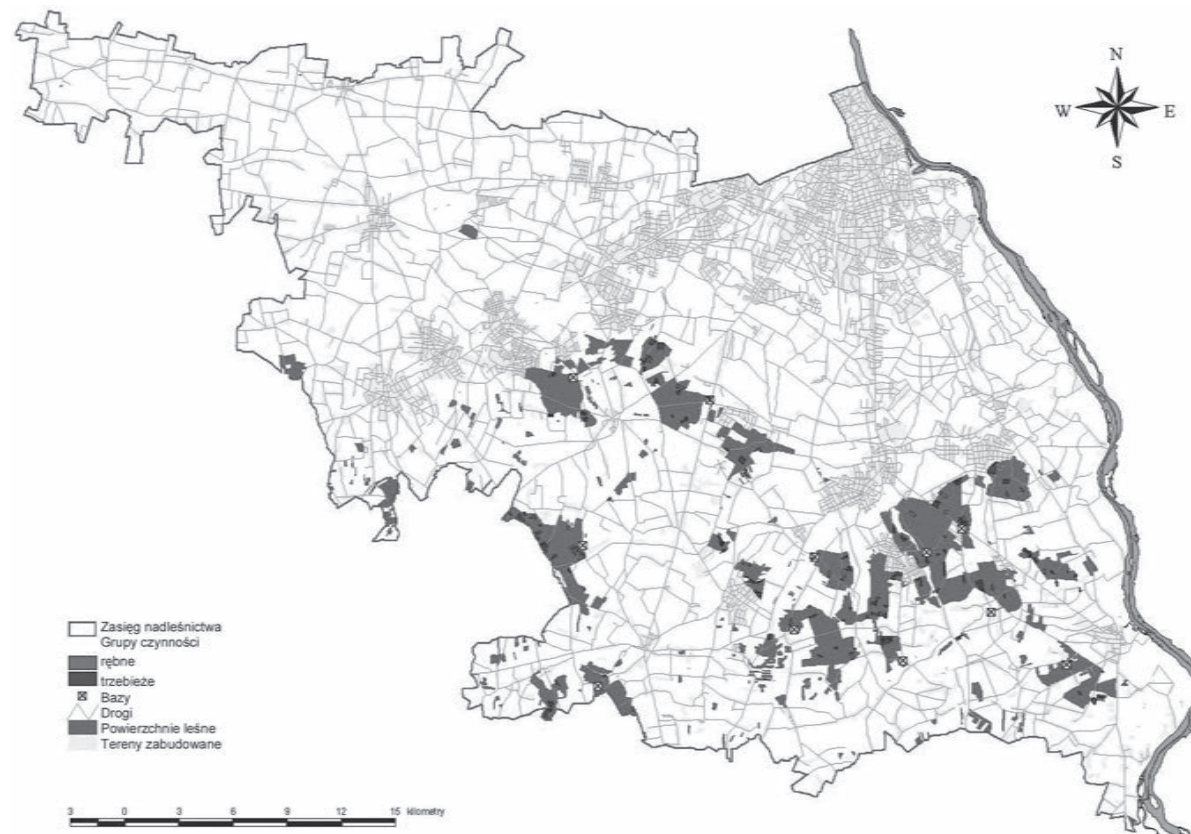 N
W E
S
Zasięg nadleśnictwa
Grupy czynności
rębne
trzebieże
Bazy
Drogi
Powierzchnie leśne
Tereny zabudowane
3 0 3 6 9 12 15 kilometry